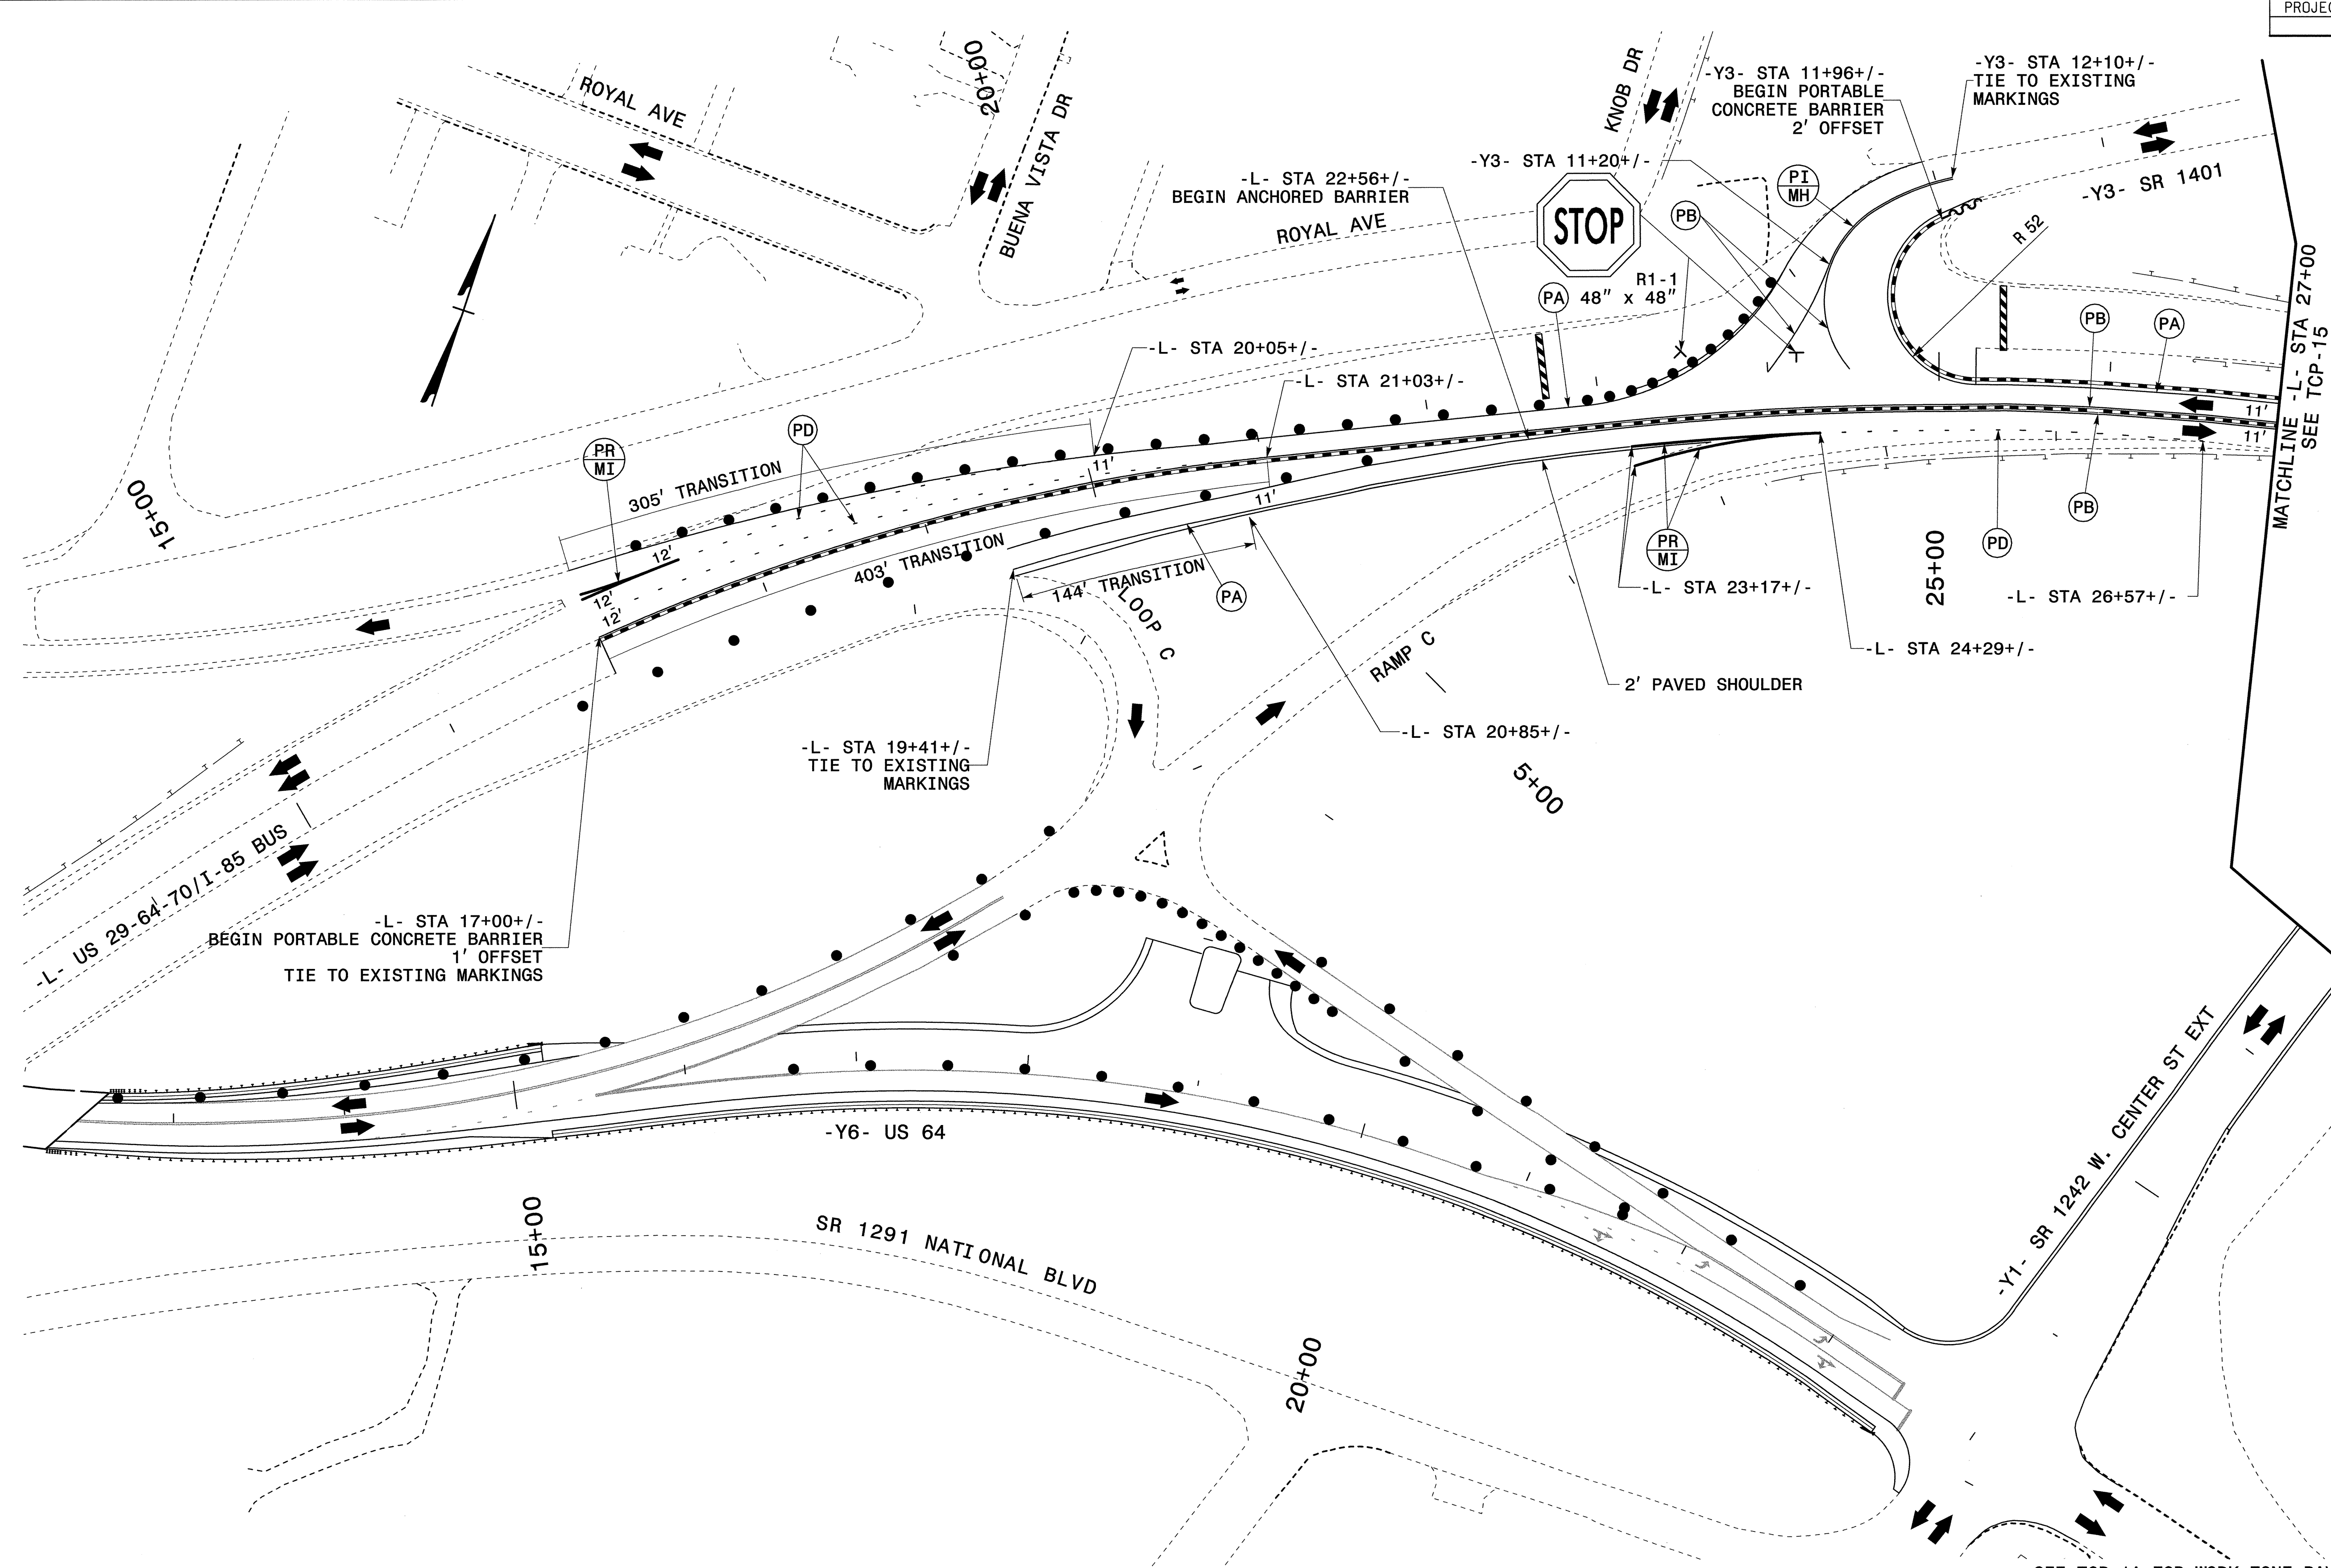 PROJEC
ROYAL AVE
20+00
BUENA VISTA DR
KNOB DR
-Y3- STA 11+96+/-
BEGIN PORTABLE
CONCRETE BARRIER
2' OFFSET
-Y3- STA 12+10+/-
TIE TO EXISTING
MARKINGS
-Y3- STA 11+20+/-
-L- STA 22+56+/-
BEGIN ANCHORED BARRIER
PI
MH
PB
STOP
ROYAL AVE
-Y3- SR 1401
R 52
R1-1
PA
48" x 48"
PB
PA
MATCHLINE -L- STA 27+00
SEE TCP-15
-L- STA 20+05+/-
-L- STA 21+03+/-
11'
11'
PR
MI
PD
305' TRANSITION
11'
11'
15+00
12'
12'
12'
403' TRANSITION
144' TRANSITION
PA
LOOP C
PR
MI
PB
PD
25+00
-L- STA 23+17+/-
-L- STA 26+57+/-
-L- STA 24+29+/-
RAMP C
2' PAVED SHOULDER
-L- STA 20+85+/-
-L- STA 19+41+/-
TIE TO EXISTING
MARKINGS
5+00
-L- US 29-64-70/I-85 BUS
-L- STA 17+00+/-
BEGIN PORTABLE CONCRETE BARRIER
1' OFFSET
TIE TO EXISTING MARKINGS
-Y6- US 64
-Y1- SR 1242 W. CENTER ST EXT
15+00
SR 1291 NATIONAL BLVD
20+00